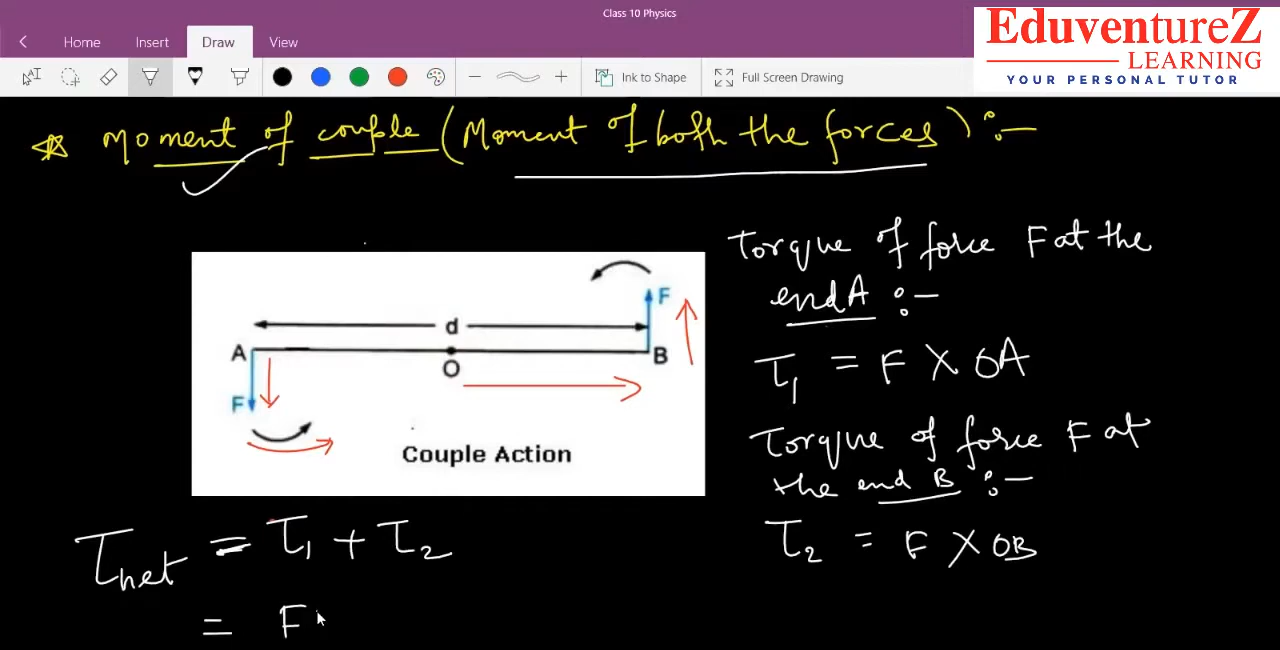 Class 10 Physics
Home Insert Draw View
Ink to Shape Full Screen Drawing
EduventureZ
LEARNING
YOUR PERSONAL TUTOR
Moment of couple (Moment of both the forces) :-
Torque of force F at the
end A :-
τ₁ = F × OA
Torque of force F at
the end B :-
τ₂ = F × OB
F
d
A
B
O
F
Couple Action
τnet = τ₁ + τ₂
= F